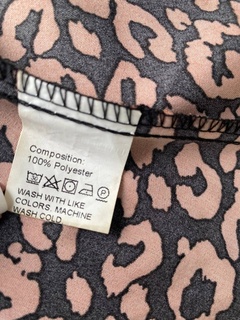 Composition:
100% Polyester
WASH WITH LIKE
COLORS. MACHINE
WASH COLD